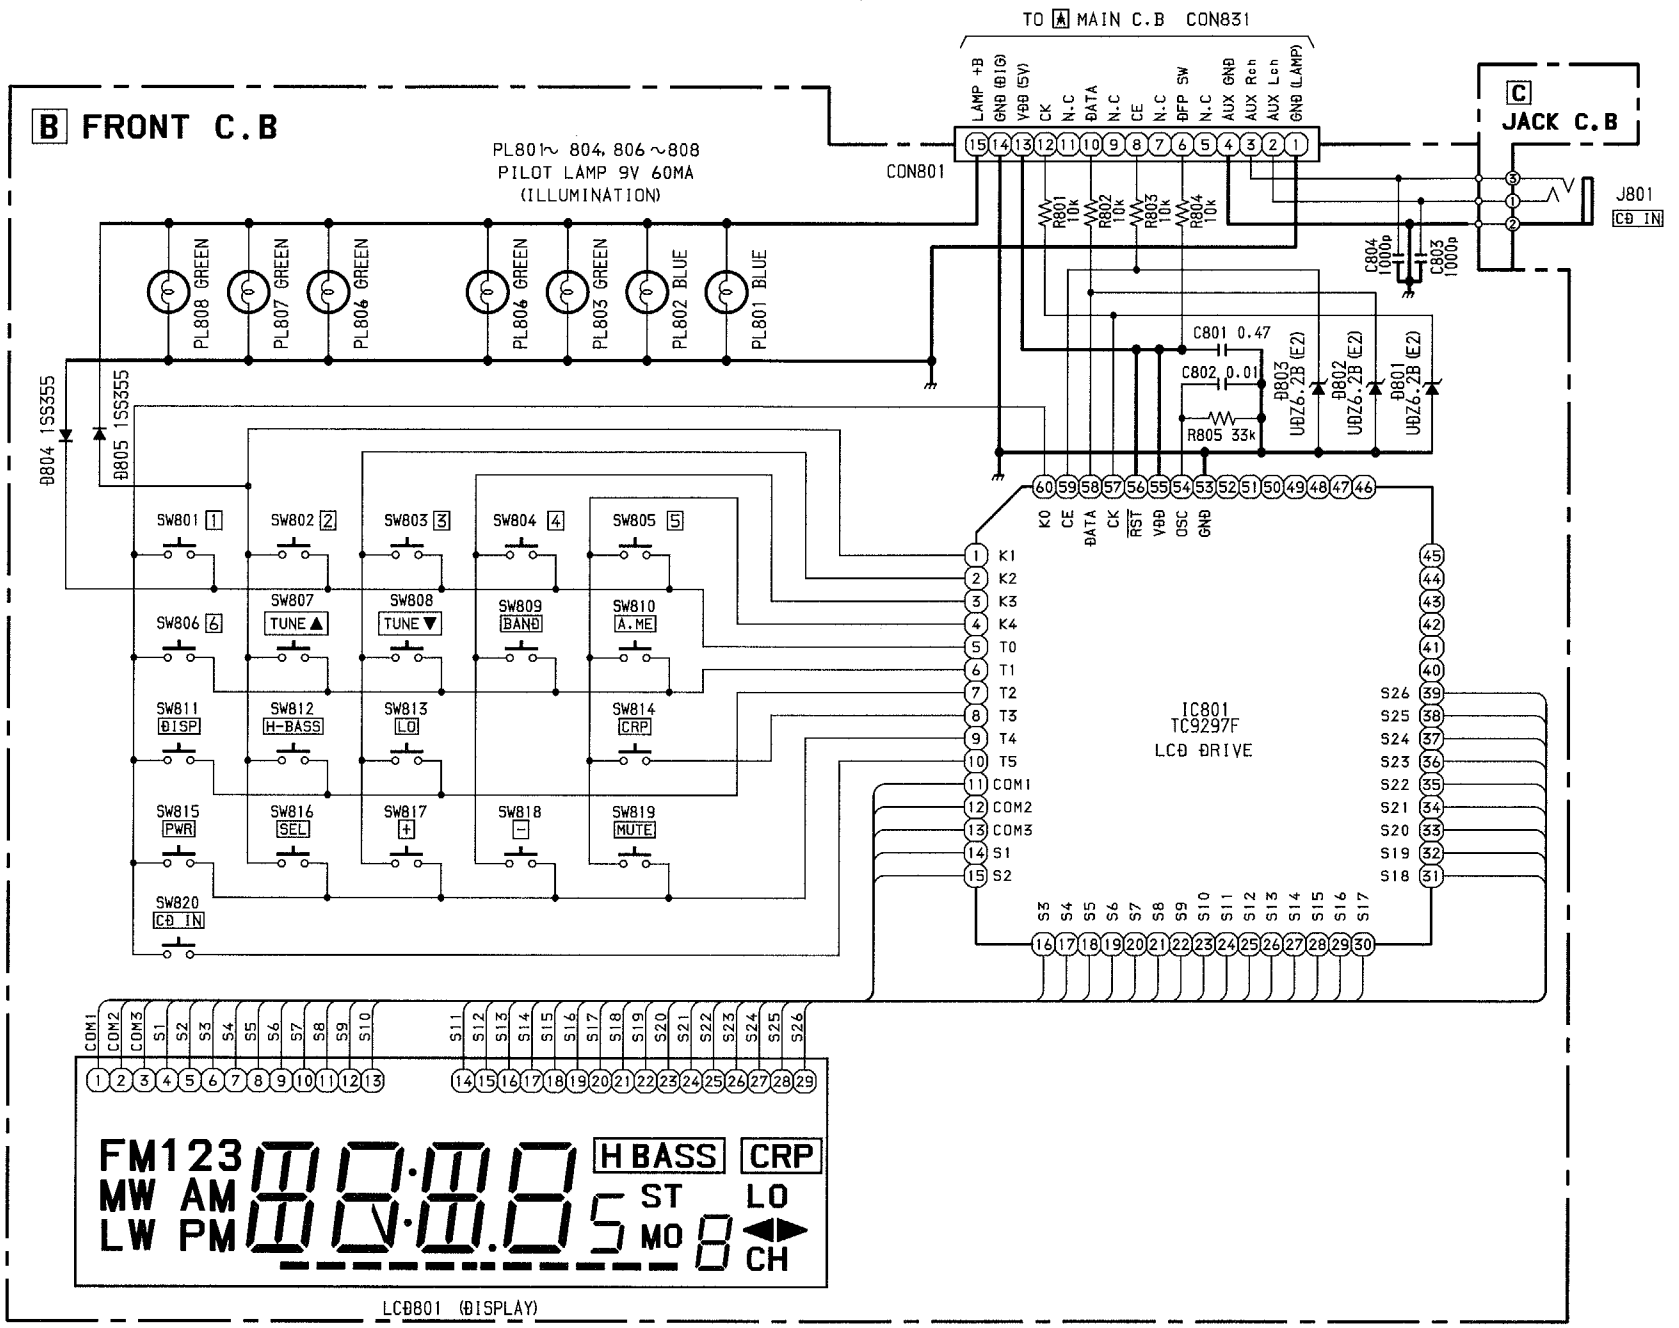 TO A MAIN C.B CON831
LAMP +B
GND (DIG)
VDD (5V)
CK
N.C
DATA
N.C
CE
N.C
DFP SW
N.C
AUX GND
AUX Rch
AUX Lch
GND (LAMP)
15 14 13 12 11 10 9 8 7 6 5 4 3 2 1
CON801
B FRONT C.B
C
JACK C.B
3
1
2
J801
CD IN
PL801~ 804, 806 ~808
PILOT LAMP 9V 60MA
(ILLUMINATION)
R801 10k
R802 10k
R803 10k
R804 10k
C804 1000p
C803 1000p
PL808 GREEN
PL807 GREEN
PL806 GREEN
PL806 GREEN
PL803 GREEN
PL802 BLUE
PL801 BLUE
C801 0.47
C802 0.01
R805 33k
D803 UDZ6.2B (E2)
D802 UDZ6.2B (E2)
D801 UDZ6.2B (E2)
D804 1SS355
D805 1SS355
60 59 58 57 56 55 54 53 52 51 50 49 48 47 46
KO
CE
DATA
CK
RST
VDD
OSC
GND
SW801 1
SW802 2
SW803 3
SW804 4
SW805 5
SW806 6
SW807
TUNE ▲
SW808
TUNE ▼
SW809
BAND
SW810
A.ME
SW811
DISP
SW812
H-BASS
SW813
LO
SW814
CRP
SW815
PWR
SW816
SEL
SW817
+
SW818
-
SW819
MUTE
SW820
CD IN
1 K1
2 K2
3 K3
4 K4
5 T0
6 T1
7 T2
8 T3
9 T4
10 T5
11 COM1
12 COM2
13 COM3
14 S1
15 S2
IC801
TC9297F
LCD DRIVE
45
44
43
42
41
40
S26 39
S25 38
S24 37
S23 36
S22 35
S21 34
S20 33
S19 32
S18 31
S3 S4 S5 S6 S7 S8 S9 S10 S11 S12 S13 S14 S15 S16 S17
16 17 18 19 20 21 22 23 24 25 26 27 28 29 30
COM1 COM2 COM3 S1 S2 S3 S4 S5 S6 S7 S8 S9 S10
S11 S12 S13 S14 S15 S16 S17 S18 S19 S20 S21 S22 S23 S24 S25 S26
1 2 3 4 5 6 7 8 9 10 11 12 13
14 15 16 17 18 19 20 21 22 23 24 25 26 27 28 29
FM123
MW AM
LW PM
88:8.8
5
H BASS
CRP
ST
LO
MO
8
◀▶
CH
LCD801 (DISPLAY)